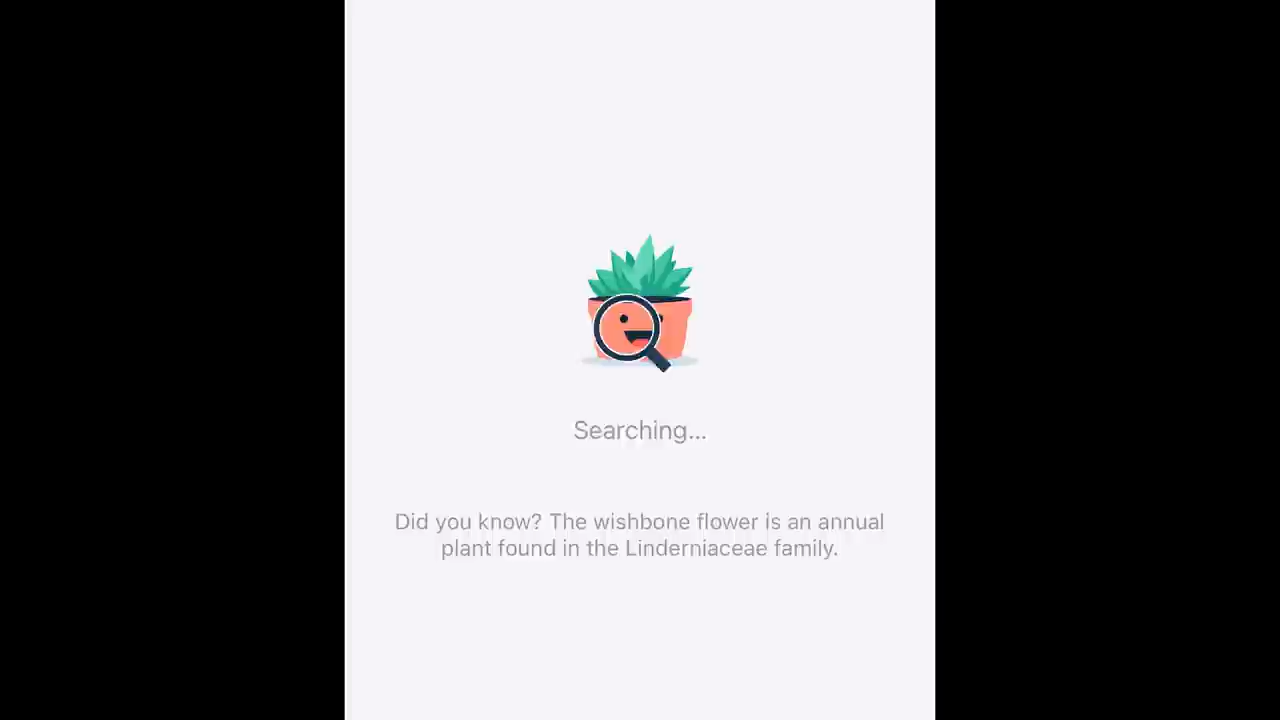 Searching...
Did you know? The wishbone flower is an annual
plant found in the Linderniaceae family.